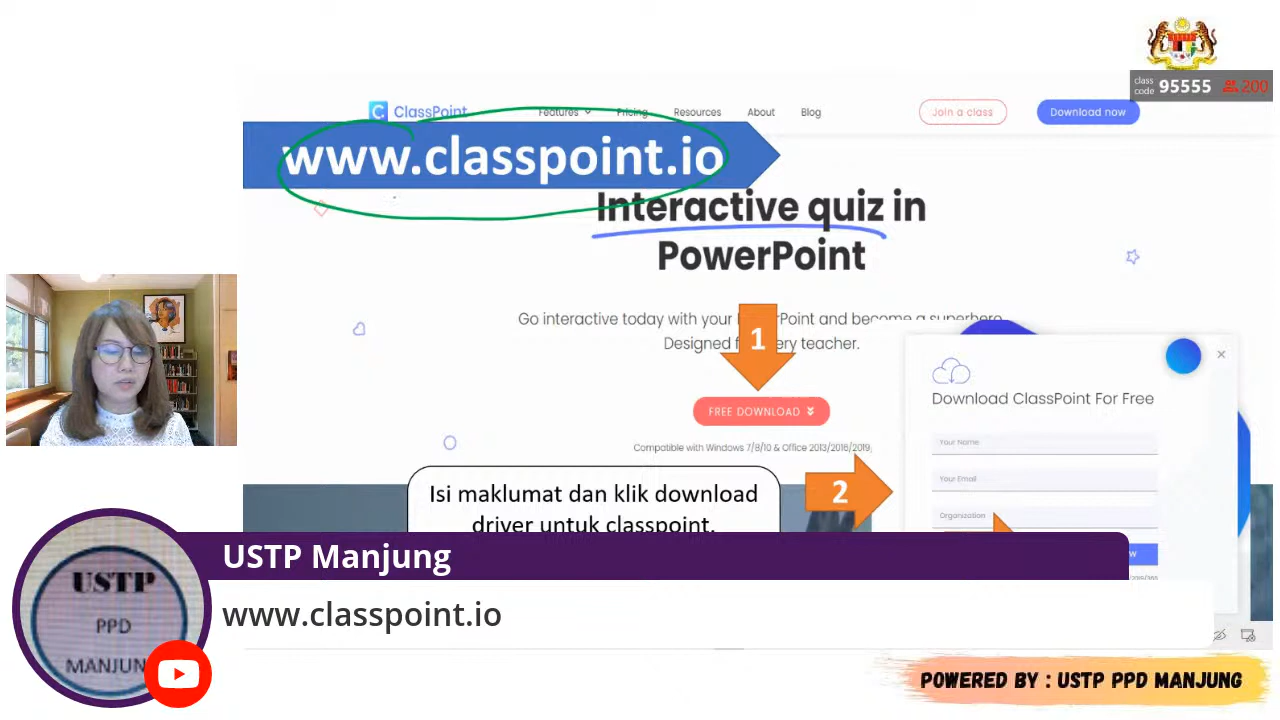 class code 95555 200
ClassPoint Features Pricing Resources About Blog Join a class Download now
www.classpoint.io
Interactive quiz in
PowerPoint
Go interactive today with your PowerPoint and become a superhero.
Designed for every teacher.
1
FREE DOWNLOAD
Compatible with Windows 7/8/10 & Office 2013/2016/2019
Download ClassPoint For Free
Your Name
Your Email
Organization
2
Isi maklumat dan klik download
driver untuk classpoint.
USTP Manjung
www.classpoint.io
USTP
PPD
MANJUN
POWERED BY : USTP PPD MANJUNG